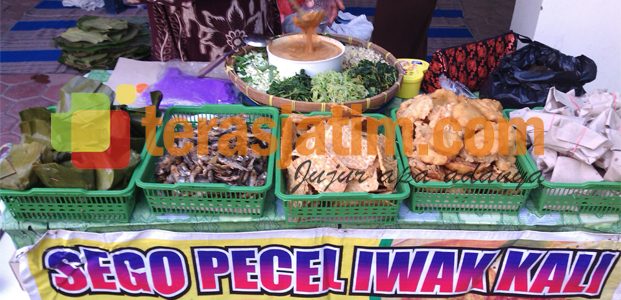 terasjatim.com
Jujur apa adanya
SEGO PECEL IWAK KALI